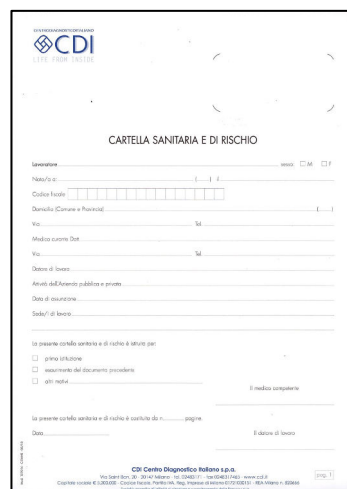 CENTRO DIAGNOSTICO ITALIANO
CDI
LIFE FROM INSIDE
CARTELLA SANITARIA E DI RISCHIO
Lavoratore sesso M F
Nato/a a: (....) il
Codice fiscale
Domicilio (Comune e Provincia) (....)
Via Tel.
Medico curante Dott.
Via Tel.
Datore di lavoro
Attività dell'Azienda pubblica o privata
Data di assunzione
Sede/i di lavoro
La presente cartella sanitaria e di rischio è istituita per:
prima istituzione
esaurimento del documento precedente
altri motivi
Il medico competente
La presente cartella sanitaria e di rischio è costituita da n. pagine.
Data Il datore di lavoro
CDI Centro Diagnostico Italiano s.p.a.
pag. 1